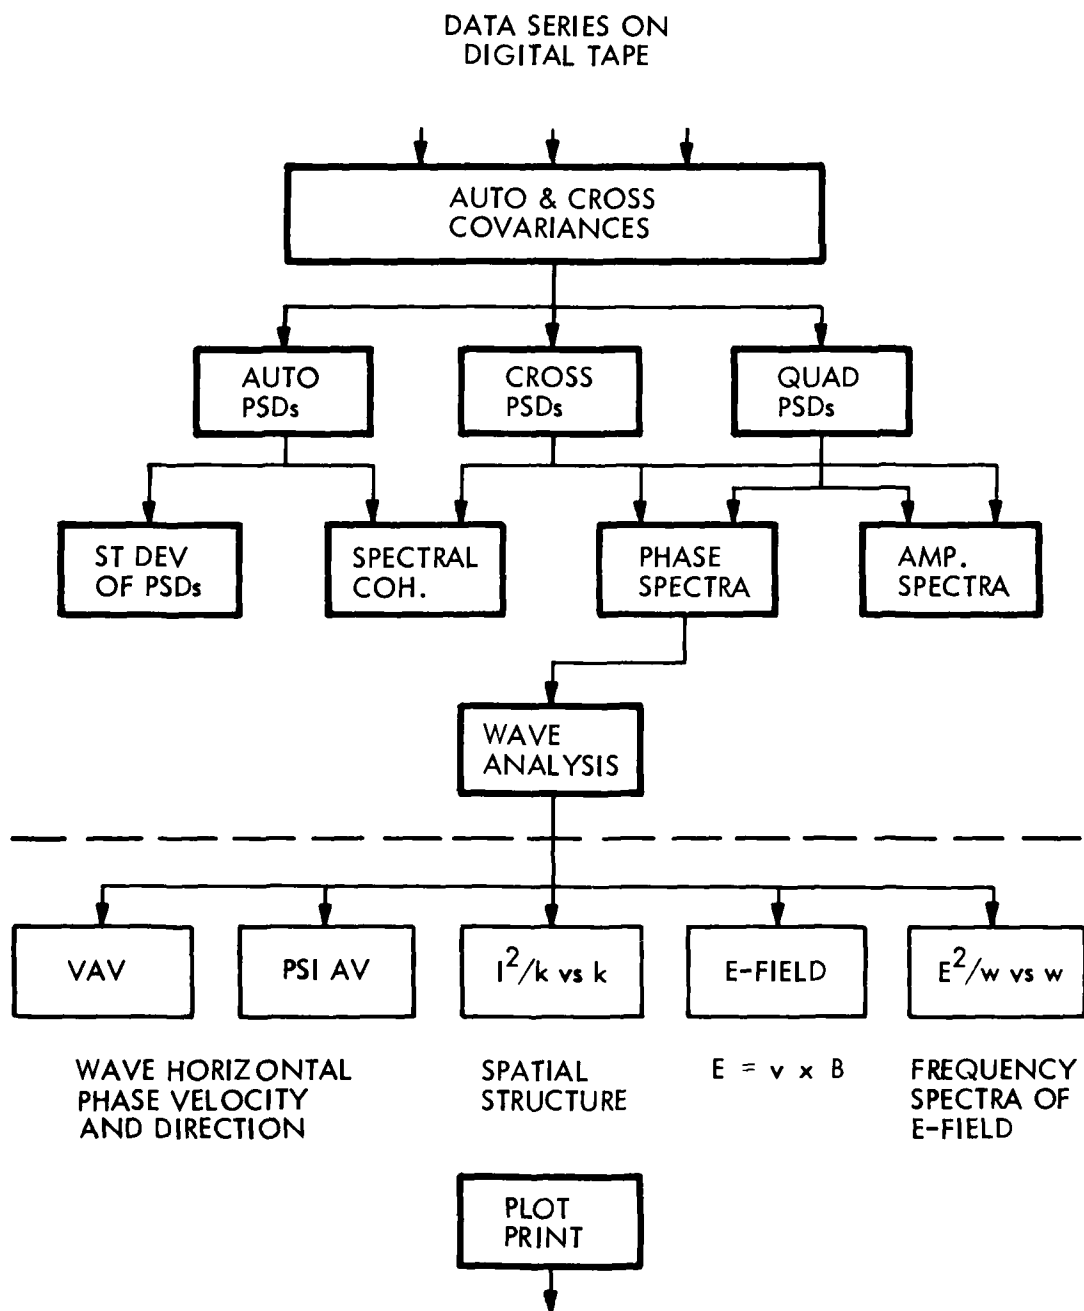 DATA SERIES ON
DIGITAL TAPE
AUTO & CROSS
COVARIANCES
AUTO
PSDs
CROSS
PSDs
QUAD
PSDs
ST DEV
OF PSDs
SPECTRAL
COH.
PHASE
SPECTRA
AMP.
SPECTRA
WAVE
ANALYSIS
VAV
PSI AV
I²/k vs k
E-FIELD
E²/w vs w
WAVE HORIZONTAL
PHASE VELOCITY
AND DIRECTION
SPATIAL
STRUCTURE
E = v x B
FREQUENCY
SPECTRA OF
E-FIELD
PLOT
PRINT